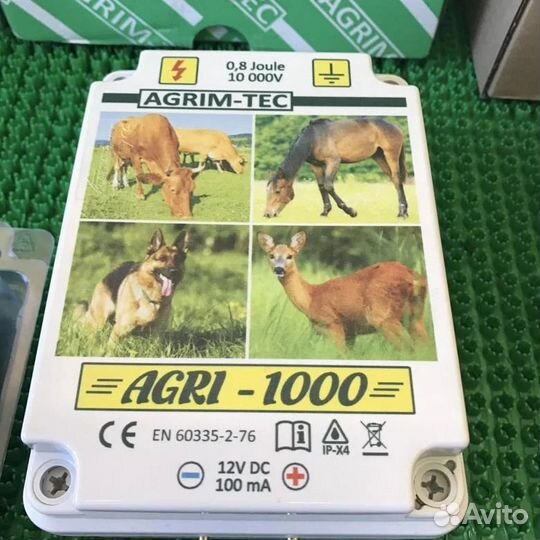 AGRIM-TEC
0,8 Joule
10 000V
AGRIM-TEC
AGRI - 1000
CE EN 60335-2-76
IP-X4
12V DC
100 mA
Avito